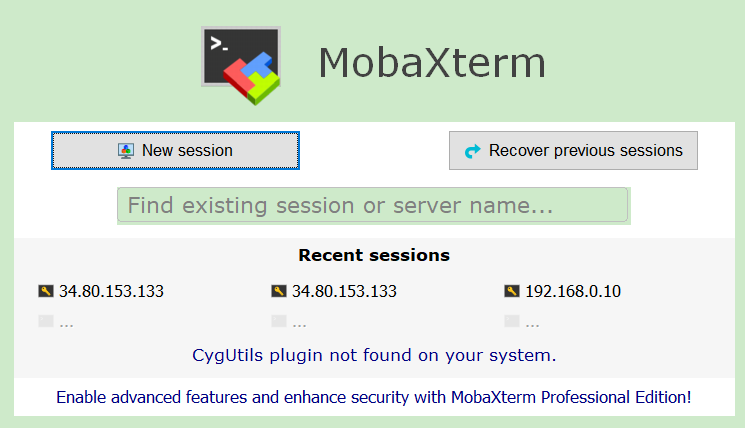 >_
MobaXterm
New session
Recover previous sessions
Find existing session or server name...
Recent sessions
34.80.153.133 34.80.153.133 192.168.0.10
... ... ...
CygUtils plugin not found on your system.
Enable advanced features and enhance security with MobaXterm Professional Edition!